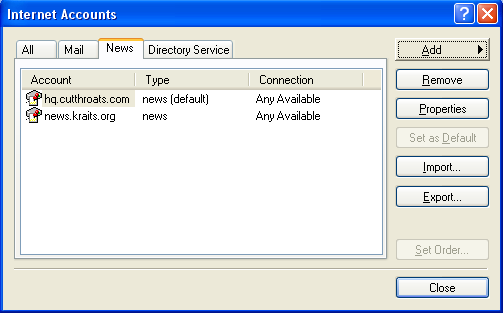 Internet Accounts
All Mail News Directory Service
Account Type Connection
hq.cutthroats.com news (default) Any Available
news.kraits.org news Any Available
Add
Remove
Properties
Set as Default
Import...
Export...
Set Order...
Close